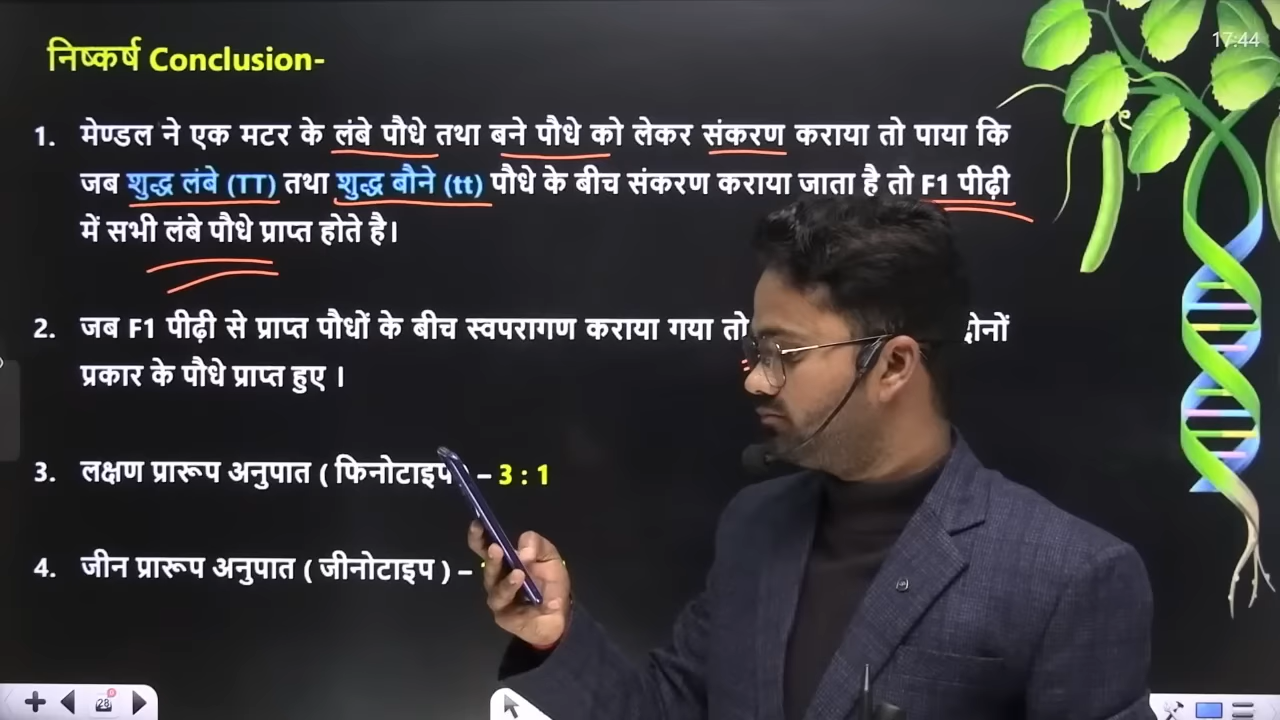 निष्कर्ष Conclusion-
17:44
1. मेण्डल ने एक मटर के लंबे पौधे तथा बने पौधे को लेकर संकरण कराया तो पाया कि
जब शुद्ध लंबे (TT) तथा शुद्ध बौने (tt) पौधे के बीच संकरण कराया जाता है तो F1 पीढ़ी
में सभी लंबे पौधे प्राप्त होते है।
2. जब F1 पीढ़ी से प्राप्त पौधों के बीच स्वपरागण कराया गया तो
प्रकार के पौधे प्राप्त हुए ।
3. लक्षण प्रारूप अनुपात ( फिनोटाइप – 3 : 1
4. जीन प्रारूप अनुपात ( जीनोटाइप ) –
28